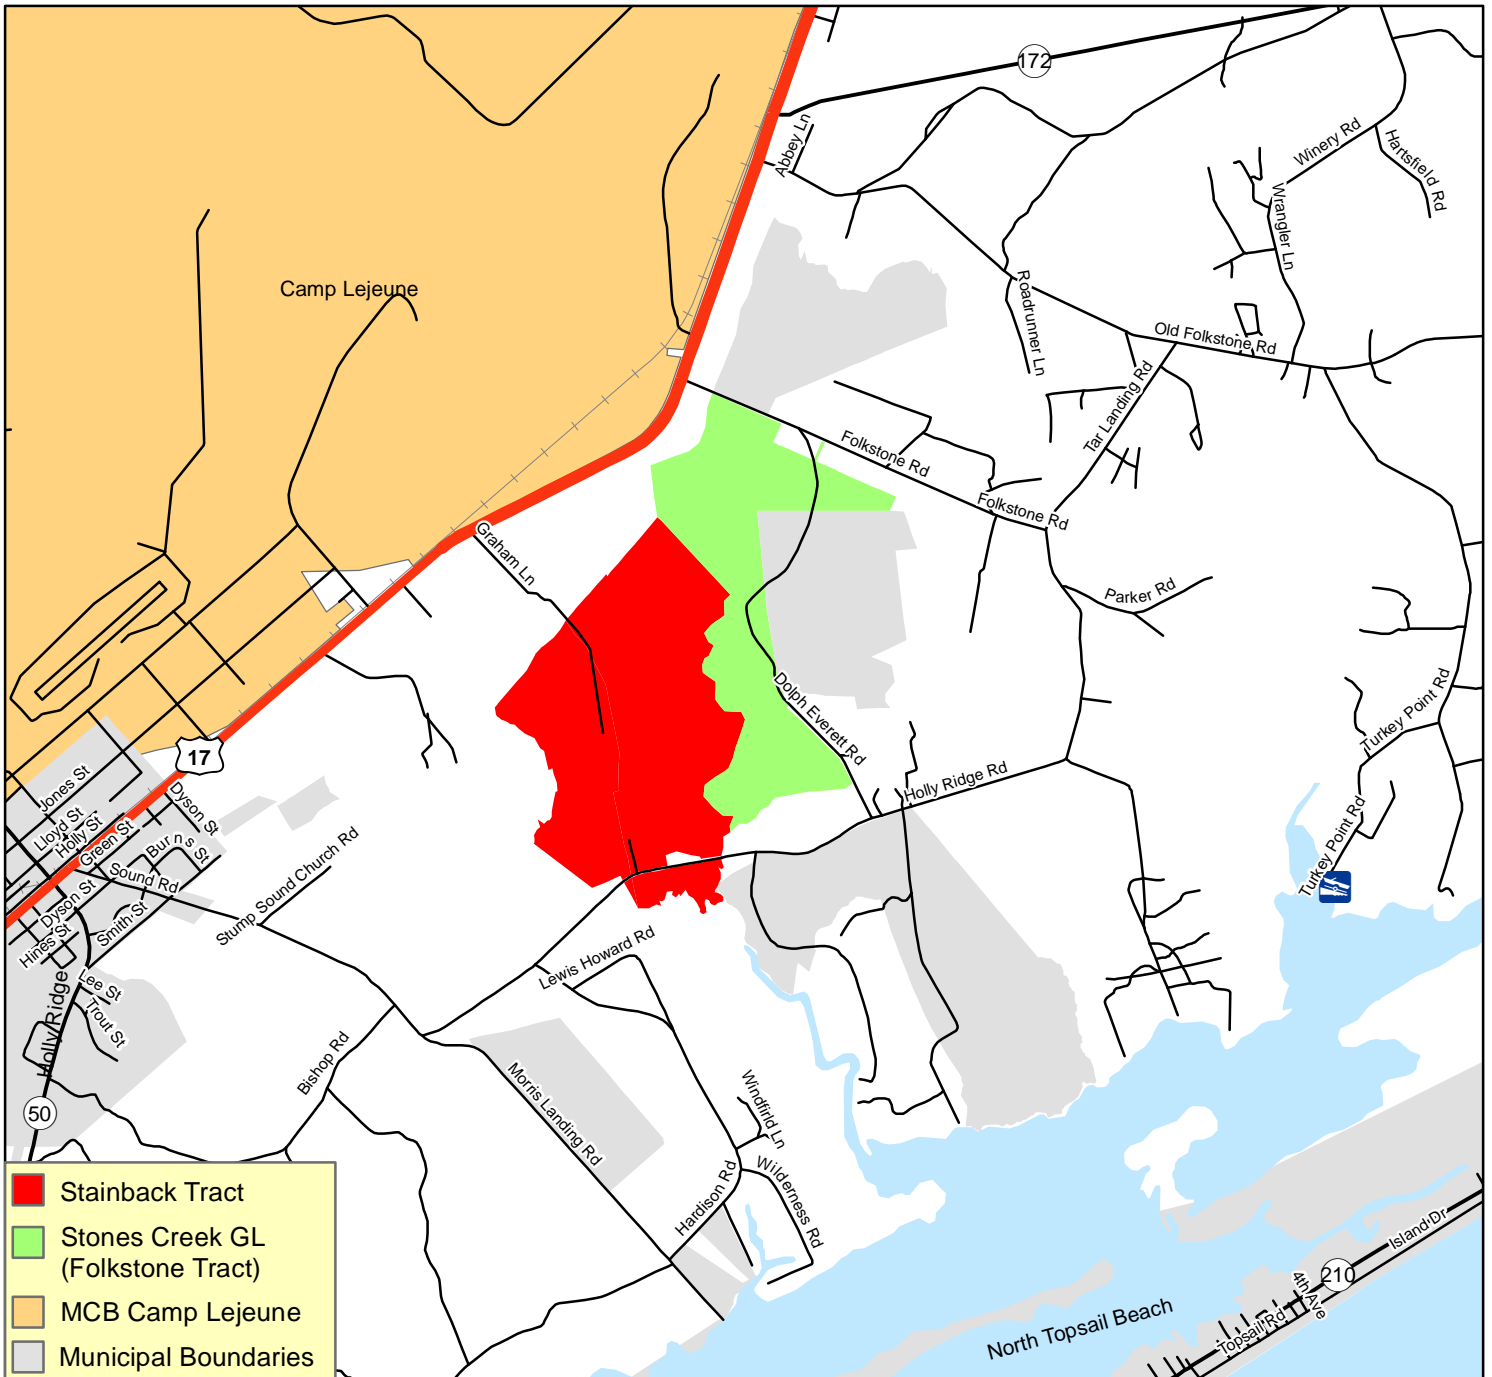 172
Abbey Ln
Winery Rd
Hartsfield Rd
Wrangler Ln
Camp Lejeune
Roadrunner Ln
Old Folkstone Rd
Tar Landing Rd
Folkstone Rd
Folkstone Rd
Graham Ln
Parker Rd
Dolph Everett Rd
Turkey Point Rd
17
Holly Ridge Rd
Jones St
Dyson St
Lloyd St
Holly St
Green St
Burns St
Turkey Point Rd
Sound Rd
Stump Sound Church Rd
Dyson St
Smith St
Hines St
Lewis Howard Rd
Lee St
Trout St
Holly Ridge
Bishop Rd
Morris Landing Rd
Windfird Ln
50
Hardison Rd
Wilderness Rd
Stainback Tract
Stones Creek GL
(Folkstone Tract)
MCB Camp Lejeune
Municipal Boundaries
Island Dr
210
4th Ave
Topsail Rd
North Topsail Beach